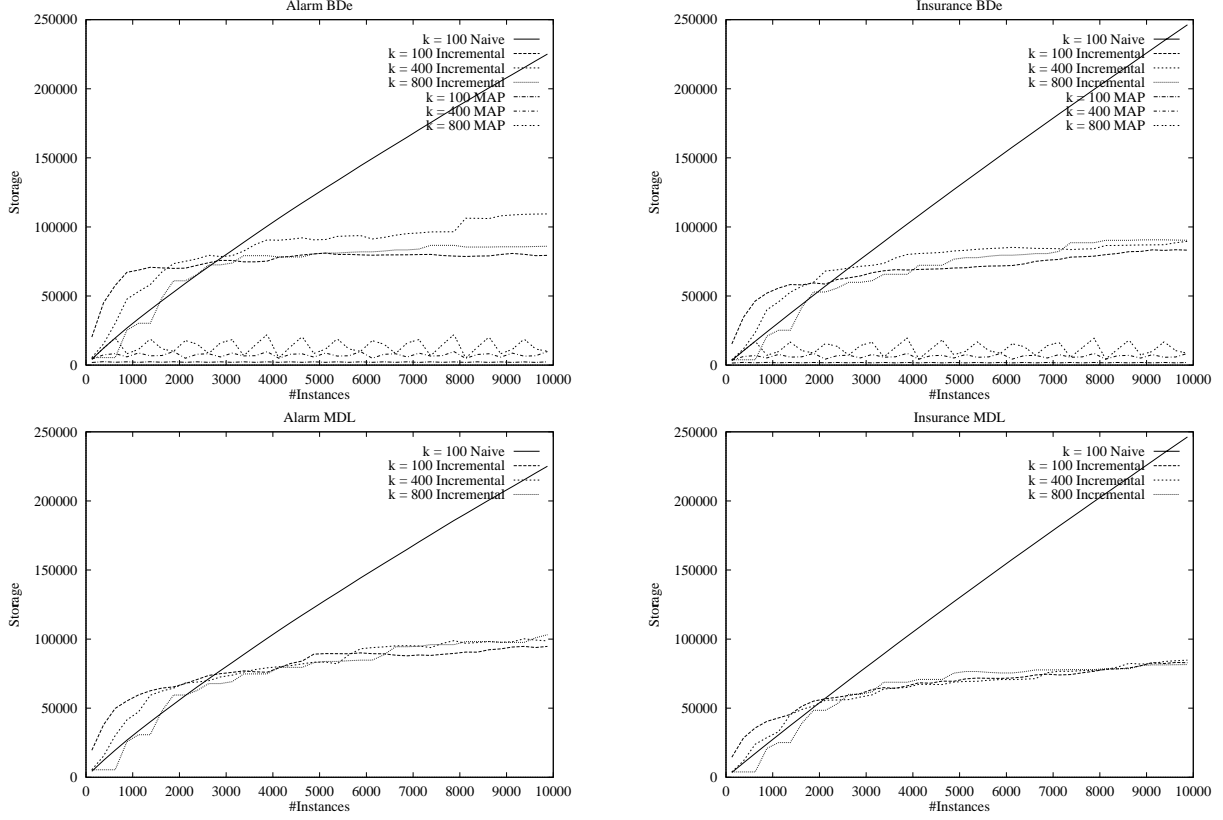 Alarm BDe
250000
200000
150000
100000
50000
0
Storage
k = 100 Naive
k = 100 Incremental
k = 400 Incremental
k = 800 Incremental
k = 100 MAP
k = 400 MAP
k = 800 MAP
0 1000 2000 3000 4000 5000 6000 7000 8000 9000 10000
#Instances
Insurance BDe
250000
200000
150000
100000
50000
0
Storage
k = 100 Naive
k = 100 Incremental
k = 400 Incremental
k = 800 Incremental
k = 100 MAP
k = 400 MAP
k = 800 MAP
0 1000 2000 3000 4000 5000 6000 7000 8000 9000 10000
#Instances
Alarm MDL
250000
200000
150000
100000
50000
0
Storage
k = 100 Naive
k = 100 Incremental
k = 400 Incremental
k = 800 Incremental
0 1000 2000 3000 4000 5000 6000 7000 8000 9000 10000
#Instances
Insurance MDL
250000
200000
150000
100000
50000
0
Storage
k = 100 Naive
k = 100 Incremental
k = 400 Incremental
k = 800 Incremental
0 1000 2000 3000 4000 5000 6000 7000 8000 9000 10000
#Instances